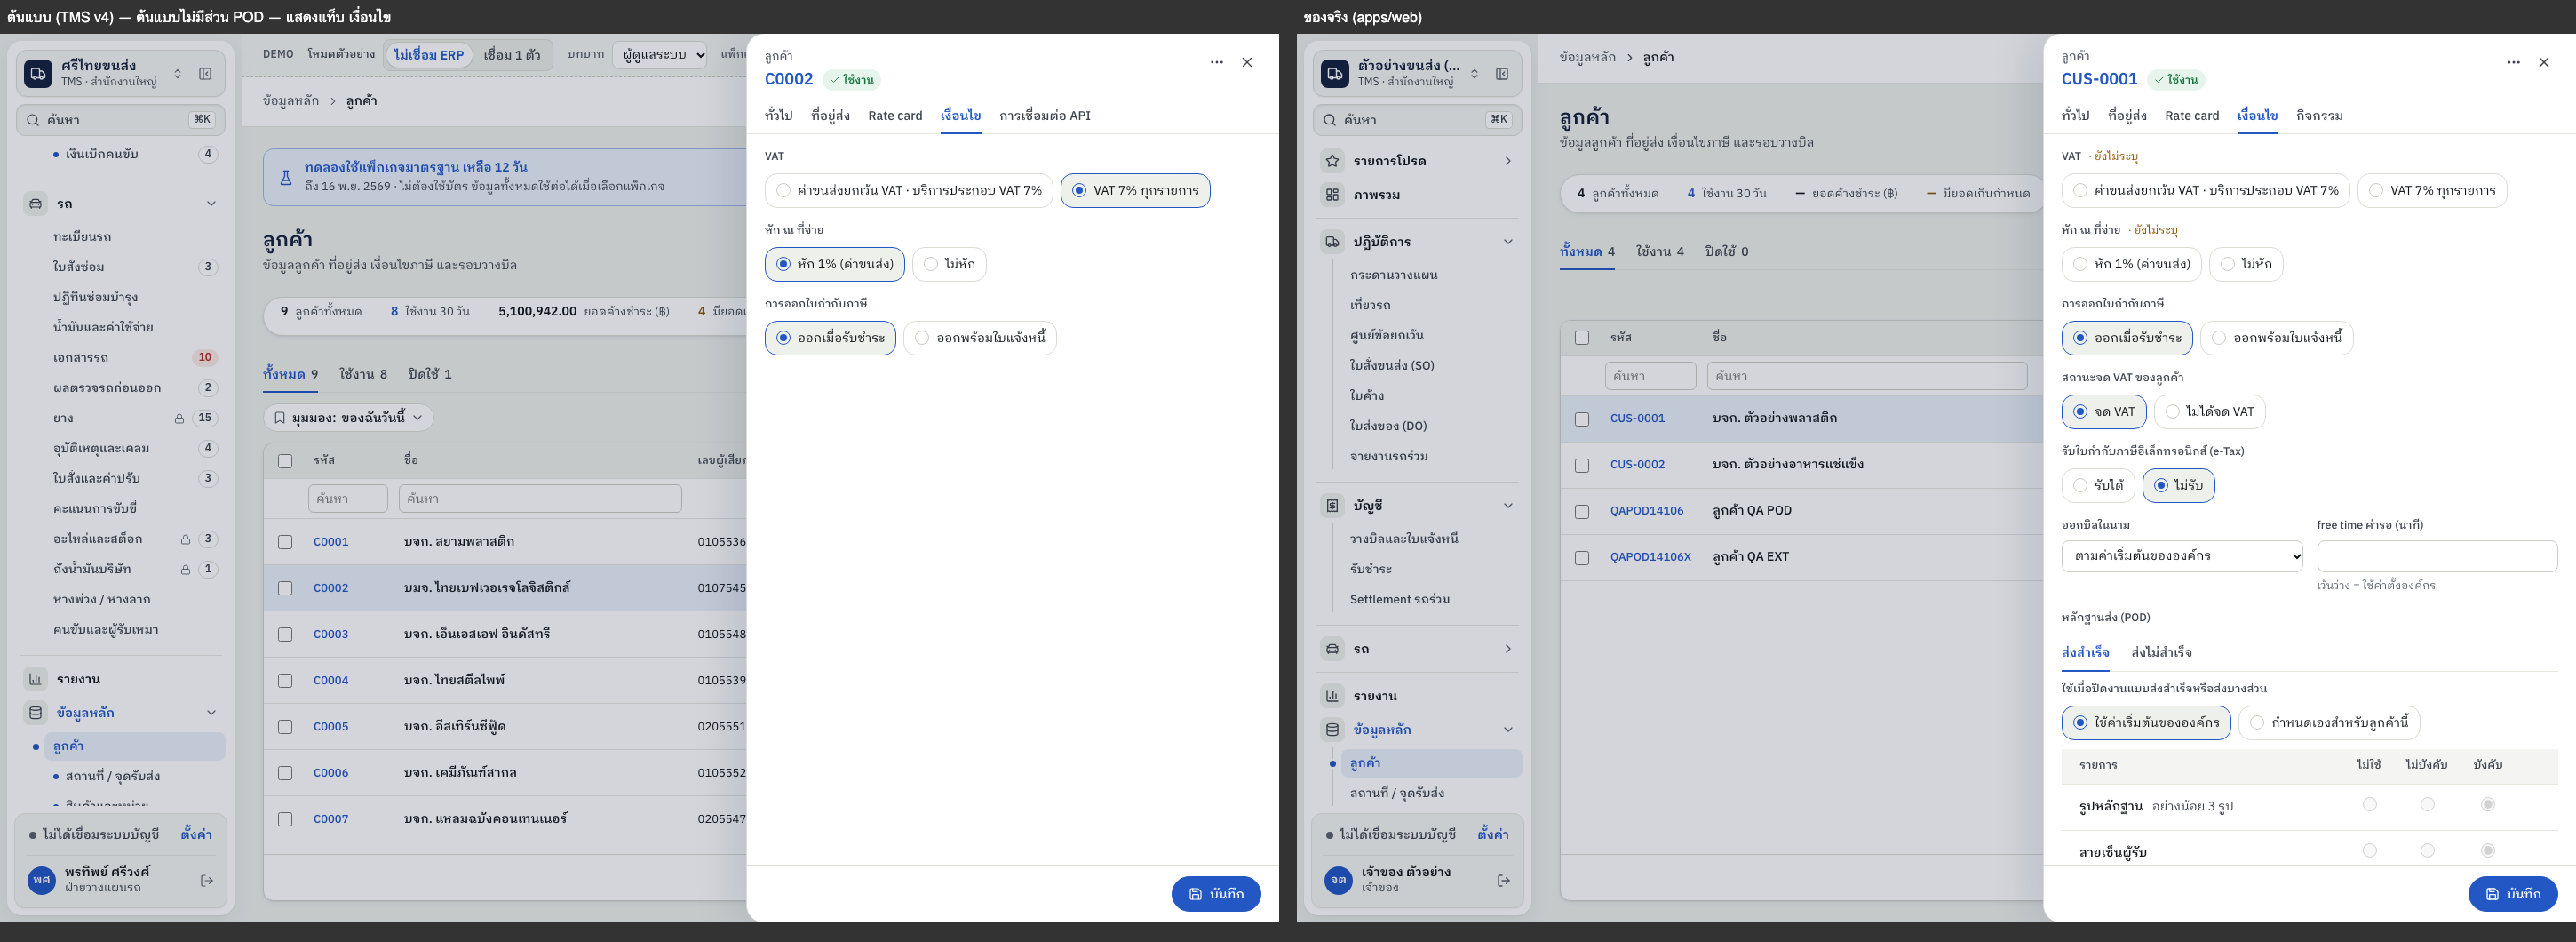 ต้นแบบ (TMS v4) — ต้นแบบไม่มีส่วน POD — แสดงแท็บ เงื่อนไข
ศรีไทยขนส่ง
TMS · สำนักงานใหญ่
ค้นหา ⌘K
เงินเบิกคนขับ 4
รถ
ทะเบียนรถ
ใบสั่งซ่อม 3
ปฏิทินซ่อมบำรุง
น้ำมันและค่าใช้จ่าย
เอกสารรถ 10
ผลตรวจรถก่อนออก 2
ยาง 15
อุบัติเหตุและเคลม 4
ใบสั่งและค่าปรับ 3
คะแนนการขับขี่
อะไหล่และสต็อก 3
ถังน้ำมันบริษัท 1
หางพ่วง / หางลาก
คนขับและผู้รับเหมา
รายงาน
ข้อมูลหลัก
ลูกค้า
สถานที่ / จุดรับส่ง
ไม่ได้เชื่อมระบบบัญชี ตั้งค่า
พศ พรทิพย์ ศรีวงศ์
ฝ่ายวางแผนรถ
DEMO โหมดตัวอย่าง ไม่เชื่อม ERP เชื่อม 1 ตัว บทบาท ผู้ดูแลระบบ
ข้อมูลหลัก > ลูกค้า
ทดลองใช้แพ็กเกจมาตรฐาน เหลือ 12 วัน
ถึง 16 พ.ย. 2569 · ไม่ต้องใช้บัตร ข้อมูลทั้งหมดใช้ต่อได้เมื่อเลือกแพ็กเกจ
ลูกค้า
ข้อมูลลูกค้า ที่อยู่ส่ง เงื่อนไขภาษี และรอบวางบิล
9 ลูกค้าทั้งหมด 8 ใช้งาน 30 วัน 5,100,942.00 ยอดค้างชำระ (฿) 4
ทั้งหมด 9 ใช้งาน 8 ปิดใช้ 1
มุมมอง: ของฉันวันนี้
รหัส ชื่อ
ค้นหา ค้นหา
C0001 บจก. สยามพลาสติก 0105536
C0002 บมจ. ไทยเบฟเวอเรจโลจิสติกส์ 0107545
C0003 บจก. เอ็นเอสเอฟ อินดัสทรี 0105548
C0004 บจก. ไทยสตีลไพพ์ 0105539
C0005 บจก. อีสเทิร์นซีฟู้ด 0205551
C0006 บจก. เคมีภัณฑ์สากล 0105552
C0007 บจก. แหลมฉบังคอนเทนเนอร์ 0205547
ลูกค้า
C0002 ใช้งาน
ทั่วไป ที่อยู่ส่ง Rate card เงื่อนไข การเชื่อมต่อ API
VAT
ค่าขนส่งยกเว้น VAT · บริการประกอบ VAT 7% VAT 7% ทุกรายการ
หัก ณ ที่จ่าย
หัก 1% (ค่าขนส่ง) ไม่หัก
การออกใบกำกับภาษี
ออกเมื่อรับชำระ ออกพร้อมใบแจ้งหนี้
บันทึก
ของจริง (apps/web)
ตัวอย่างขนส่ง (...
TMS · สำนักงานใหญ่
ค้นหา ⌘K
รายการโปรด
ภาพรวม
ปฏิบัติการ
กระดานวางแผน
เที่ยวรถ
ศูนย์ข้อยกเว้น
ใบสั่งขนส่ง (SO)
ใบค้าง
ใบส่งของ (DO)
จ่ายงานรถร่วม
บัญชี
วางบิลและใบแจ้งหนี้
รับชำระ
Settlement รถร่วม
รถ
รายงาน
ข้อมูลหลัก
ลูกค้า
สถานที่ / จุดรับส่ง
ไม่ได้เชื่อมระบบบัญชี ตั้งค่า
จต เจ้าของ ตัวอย่าง
เจ้าของ
ข้อมูลหลัก > ลูกค้า
ลูกค้า
ข้อมูลลูกค้า ที่อยู่ส่ง เงื่อนไขภาษี และรอบวางบิล
4 ลูกค้าทั้งหมด 4 ใช้งาน 30 วัน — ยอดค้างชำระ (฿) — มียอดเกินกำหนด
ทั้งหมด 4 ใช้งาน 4 ปิดใช้ 0
รหัส ชื่อ
ค้นหา ค้นหา
CUS-0001 บจก. ตัวอย่างพลาสติก
CUS-0002 บจก. ตัวอย่างอาหารแช่แข็ง
QAPOD14106 ลูกค้า QA POD
QAPOD14106X ลูกค้า QA EXT
ลูกค้า
CUS-0001 ใช้งาน
ทั่วไป ที่อยู่ส่ง Rate card เงื่อนไข กิจกรรม
VAT · ยังไม่ระบุ
ค่าขนส่งยกเว้น VAT · บริการประกอบ VAT 7% VAT 7% ทุกรายการ
หัก ณ ที่จ่าย · ยังไม่ระบุ
หัก 1% (ค่าขนส่ง) ไม่หัก
การออกใบกำกับภาษี
ออกเมื่อรับชำระ ออกพร้อมใบแจ้งหนี้
สถานะจด VAT ของลูกค้า
จด VAT ไม่ได้จด VAT
รับใบกำกับภาษีอิเล็กทรอนิกส์ (e-Tax)
รับได้ ไม่รับ
ออกบิลในนาม free time ค่ารอ (นาที)
ตามค่าเริ่มต้นขององค์กร
เว้นว่าง = ใช้ค่าตั้งองค์กร
หลักฐานส่ง (POD)
ส่งสำเร็จ ส่งไม่สำเร็จ
ใช้เมื่อปิดงานแบบส่งสำเร็จหรือส่งบางส่วน
ใช้ค่าเริ่มต้นขององค์กร กำหนดเองสำหรับลูกค้านี้
รายการ ไม่ใช้ ไม่บังคับ บังคับ
รูปหลักฐาน อย่างน้อย 3 รูป
ลายเซ็นผู้รับ
บันทึก